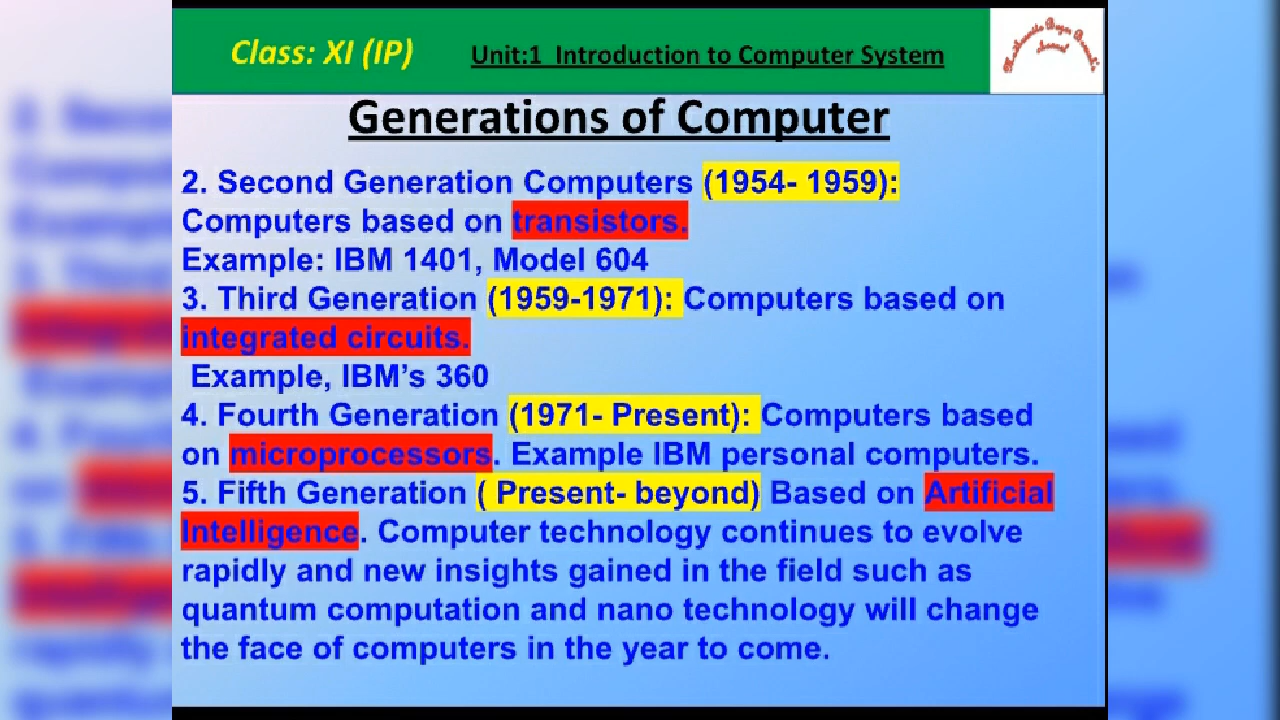 Class: XI (IP)
Unit:1 Introduction to Computer System
Generations of Computer
2. Second Generation Computers (1954- 1959):
Computers based on transistors.
Example: IBM 1401, Model 604
3. Third Generation (1959-1971): Computers based on
integrated circuits.
Example, IBM’s 360
4. Fourth Generation (1971- Present): Computers based
on microprocessors. Example IBM personal computers.
5. Fifth Generation ( Present- beyond) Based on Artificial
Intelligence. Computer technology continues to evolve
rapidly and new insights gained in the field such as
quantum computation and nano technology will change
the face of computers in the year to come.